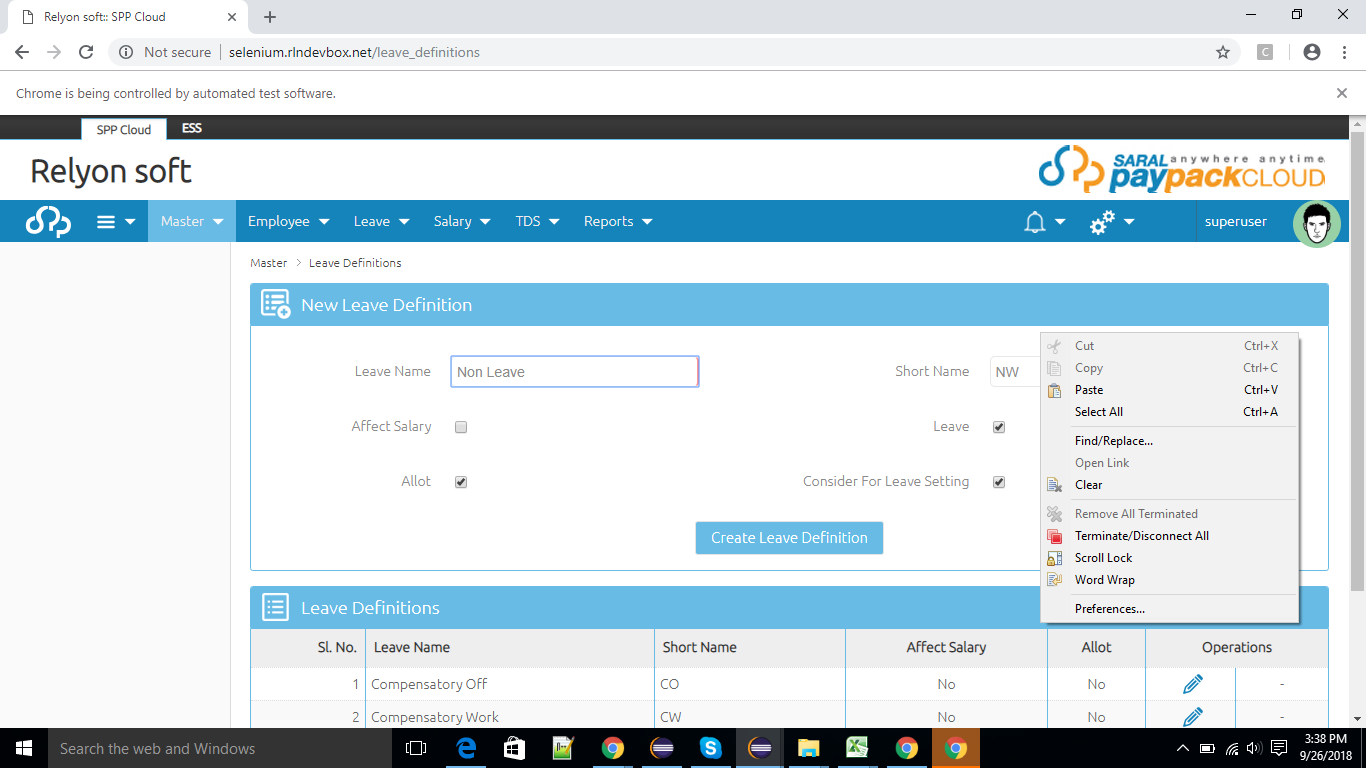 Relyon soft:: SPP Cloud
Not secure selenium.rlndevbox.net/leave_definitions
C
Chrome is being controlled by automated test software.
SPP Cloud ESS
Relyon soft
SARAL anywhere anytime
paypackCLOUD
Master Employee Leave Salary TDS Reports superuser
Master > Leave Definitions
New Leave Definition
Leave Name Non Leave Short Name NW
Affect Salary Leave
Allot Consider For Leave Setting
Create Leave Definition
Cut Ctrl+X
Copy Ctrl+C
Paste Ctrl+V
Select All Ctrl+A
Find/Replace...
Open Link
Clear
Remove All Terminated
Terminate/Disconnect All
Scroll Lock
Word Wrap
Preferences...
Leave Definitions
Sl. No. Leave Name Short Name Affect Salary Allot Operations
1 Compensatory Off CO No No -
2 Compensatory Work CW No No -
Search the web and Windows
3:38 PM
9/26/2018